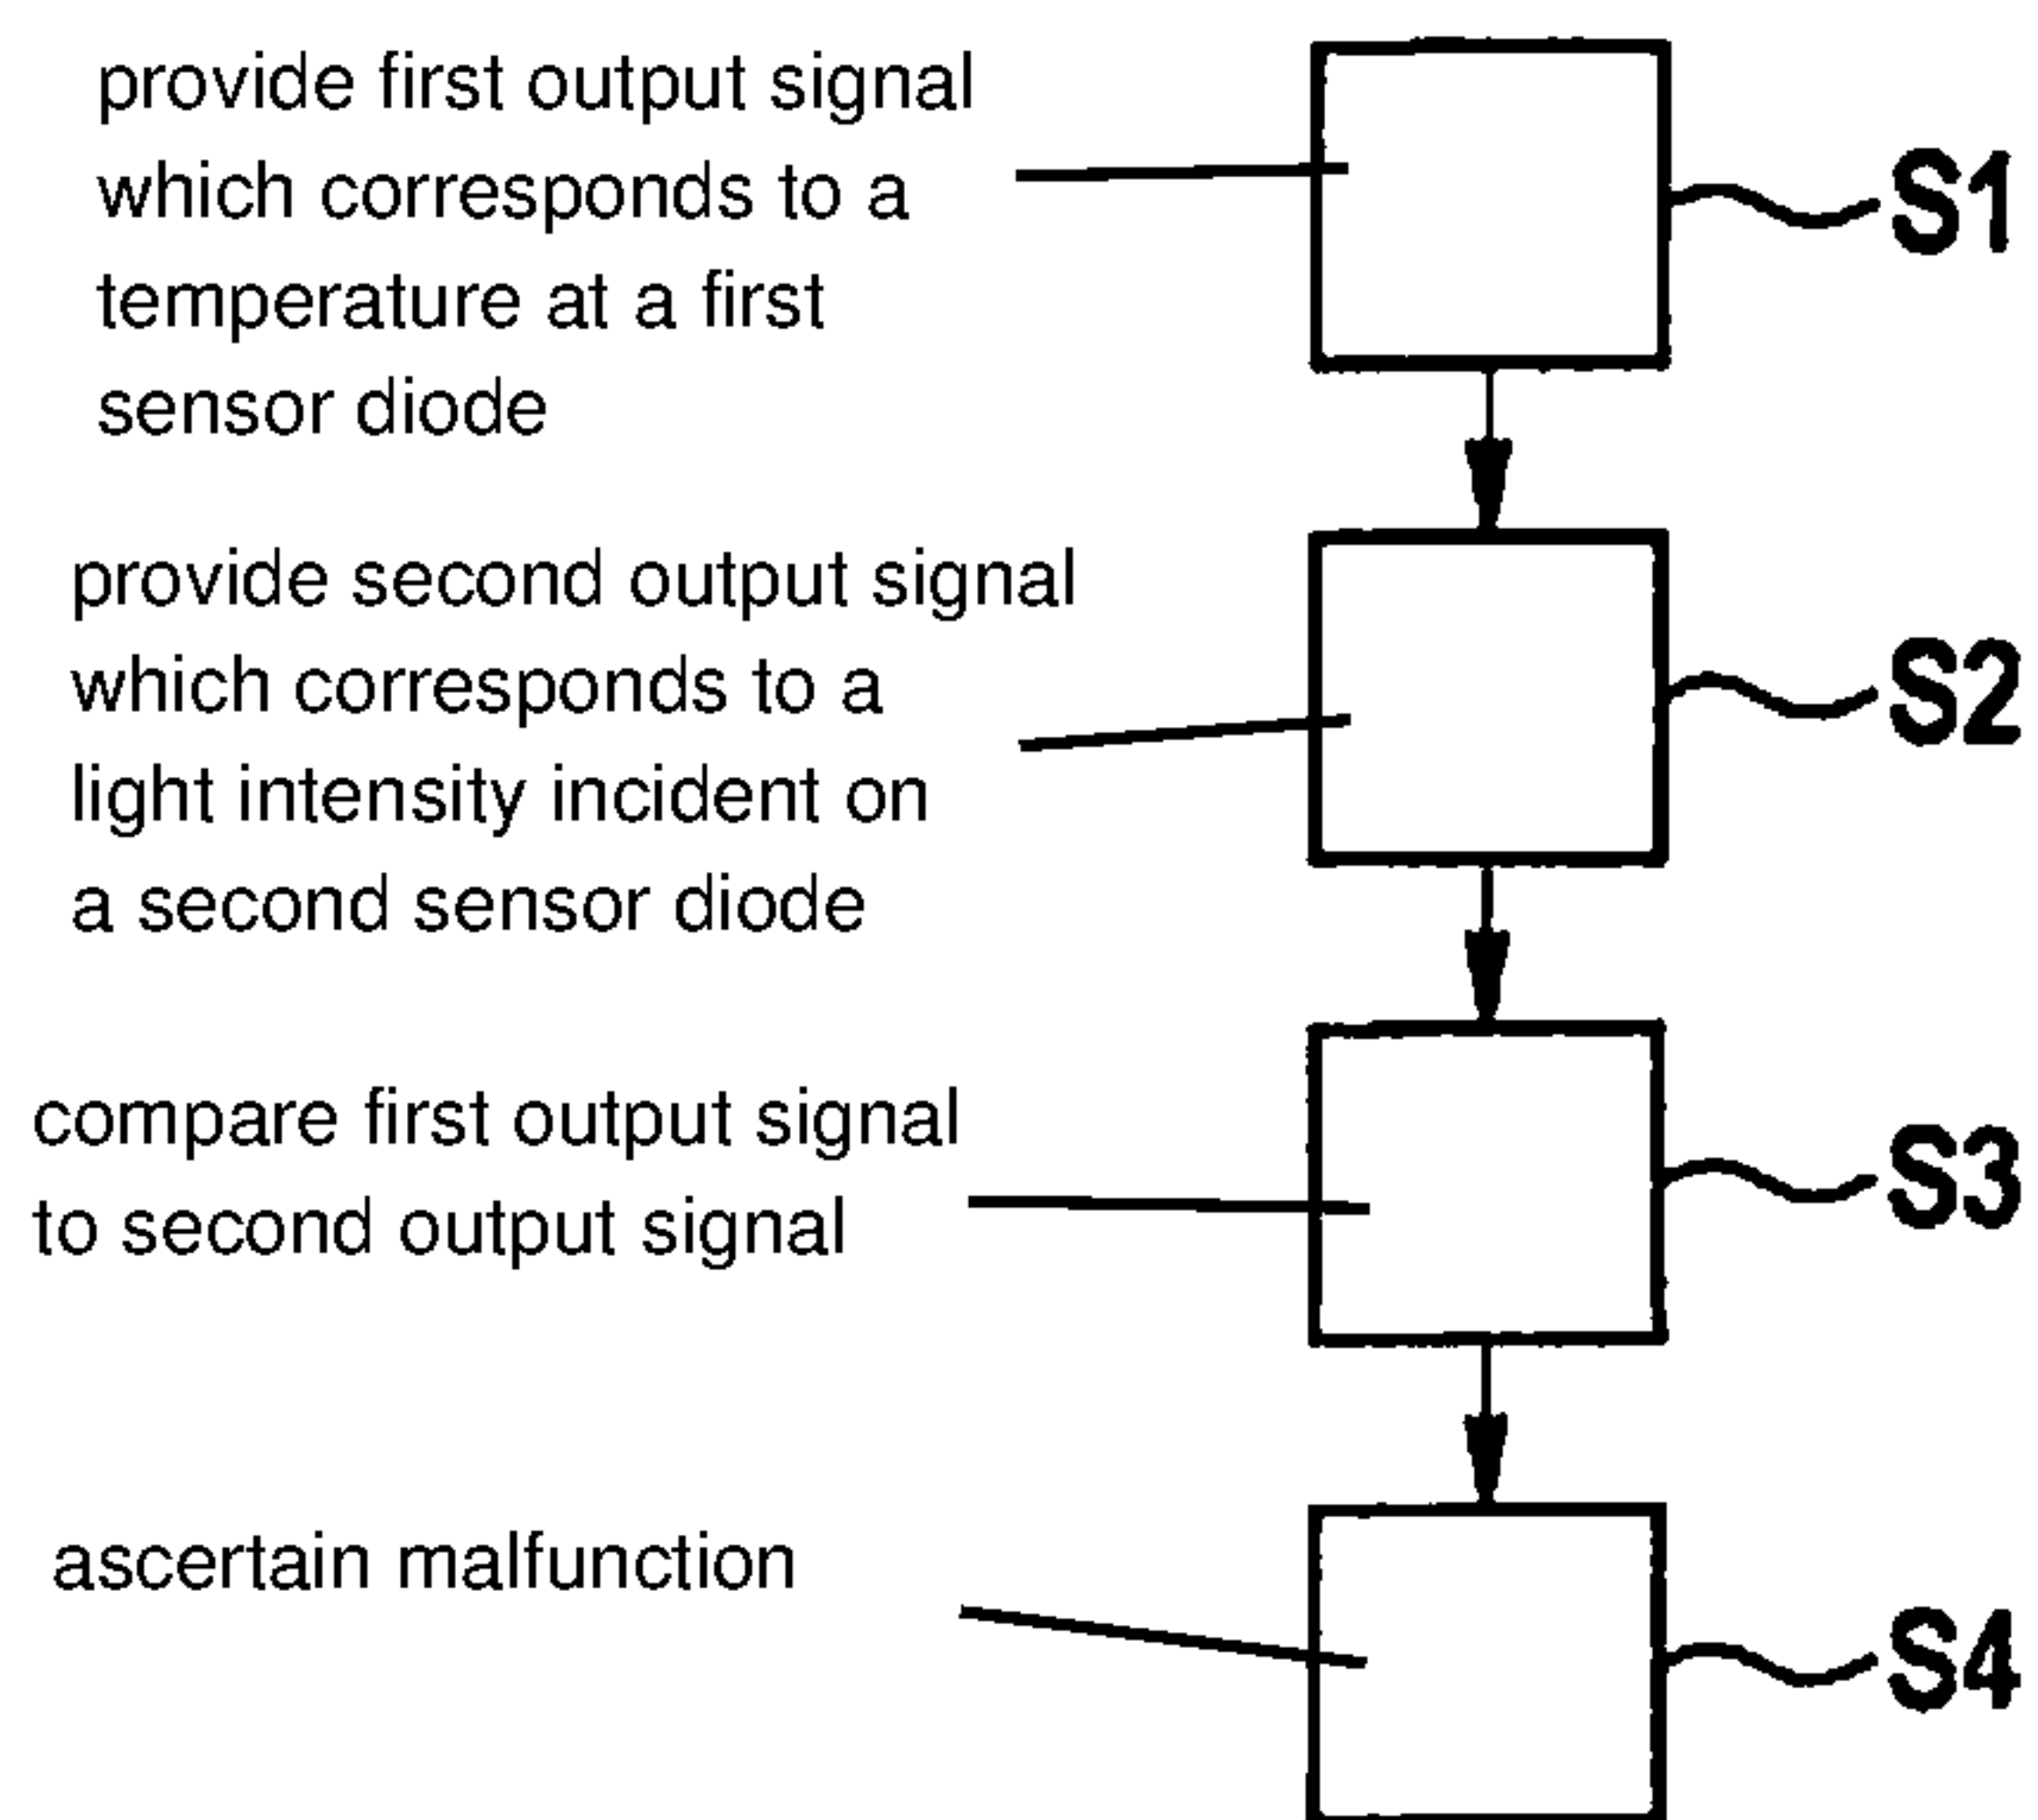 provide first output signal
which corresponds to a
temperature at a first
sensor diode
S1
provide second output signal
which corresponds to a
light intensity incident on
a second sensor diode
S2
compare first output signal
to second output signal
S3
ascertain malfunction
S4